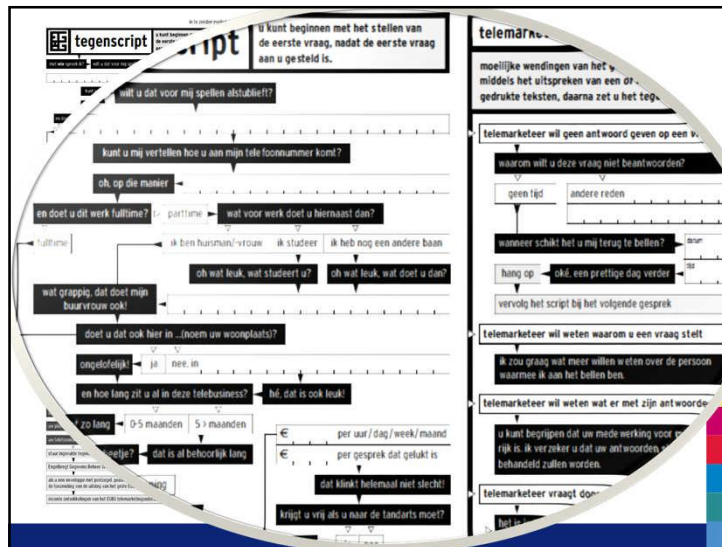 tegenscript
script
u kunt beginnen met het stellen van
de eerste vraag, nadat de eerste vraag
aan u gesteld is.
wilt u dat voor mij spellen alstublieft?
kunt u mij vertellen hoe u aan mijn telefoonnummer komt?
oh, op die manier
en doet u dit werk fulltime?
parttime
wat voor werk doet u hiernaast dan?
fulltime
ik ben huisman/-vrouw
ik studeer
ik heb nog een andere baan
oh wat leuk, wat studeert u?
oh wat leuk, wat doet u dan?
wat grappig, dat doet mijn
buurvrouw ook!
doet u dat ook hier in ...(noem uw woonplaats)?
ongelofelijk!
ja
nee, in
en hoe lang zit u al in deze telebusiness?
hé, dat is ook leuk!
zo lang
0-5 maanden
5 > maanden
dat is al behoorlijk lang
€ per uur/dag/week/maand
€ per gesprek dat gelukt is
dat klinkt helemaal niet slecht!
krijgt u vrij als u naar de tandarts moet?
moeilijke wendingen van het
middels het uitspreken van een of
gedrukte teksten, daarna zet u het
telemarketeer wil geen antwoord geven op een
waarom wilt u deze vraag niet beantwoorden?
geen tijd
andere reden
wanneer schikt het u mij terug te bellen?
datum
tijd
hang op
oké, een prettige dag verder
vervolg het script bij het volgende gesprek
telemarketeer wil weten waarom u een vraag stelt
ik zou graag wat meer willen weten over de persoon
waarmee ik aan het bellen ben.
telemarketeer wil weten wat er met zijn
u kunt begrijpen dat uw mede werking voor
rijk is. ik verzeker u dat uw antwoorden,
behandeld zullen worden.
telemarketeer vraagt